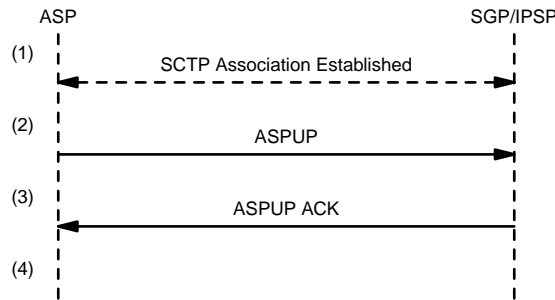 ASP SGP/IPSP
(1)
SCTP Association Established
(2)
ASPUP
(3)
ASPUP ACK
(4)